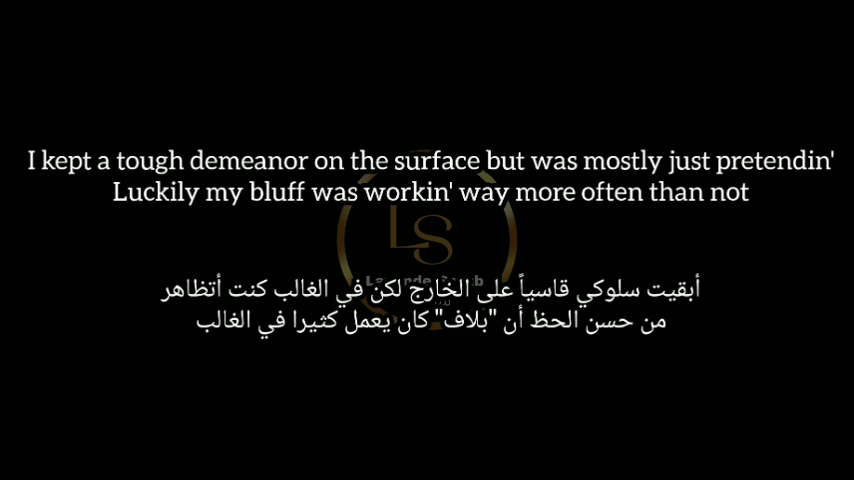 I kept a tough demeanor on the surface but was mostly just pretendin'
Luckily my bluff was workin' way more often than not
LS
أبقيت سلوكي قاسياً على الخارج لكن في الغالب كنت أتظاهر
من حسن الحظ أن "بلاف" كان يعمل كثيرا في الغالب